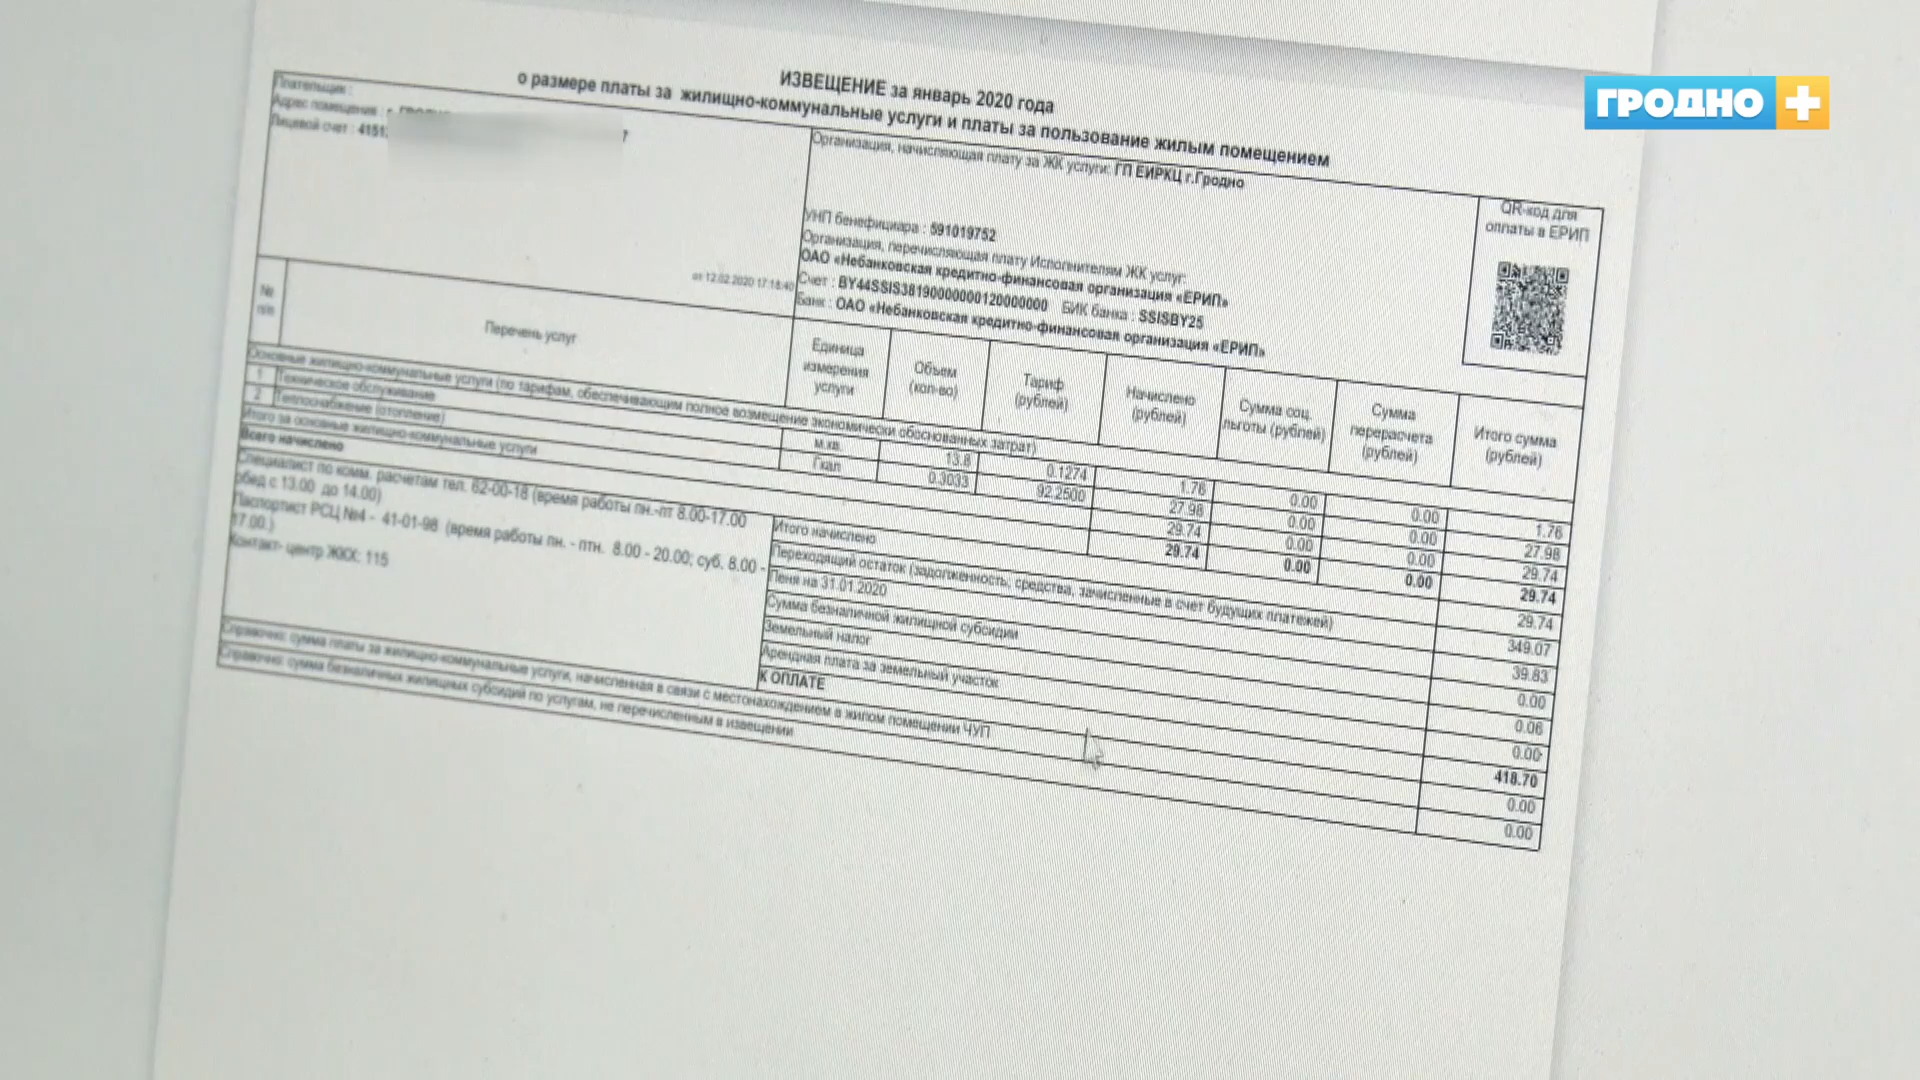 ГРОДНО +
ИЗВЕЩЕНИЕ за январь 2020 года
о размере платы за жилищно-коммунальные услуги и платы за пользование жилым помещением
Плательщик :
Адрес помещения :
Лицевой счет : 4151
Организация, начисляющая плату за ЖК услуги: ГП ЕИРКЦ г.Гродно
УНП бенефициара : 591019752
Организация, перечисляющая плату Исполнителям ЖК услуг:
ОАО «Небанковская кредитно-финансовая организация «ЕРИП»
Счет : BY44SSIS38190000000120000000 БИК банка : SSISBY25
Банк : ОАО «Небанковская кредитно-финансовая организация «ЕРИП»
от 12.02.2020 17:18:40
QR-код для
оплаты в ЕРИП
№ п/п Перечень услуг Единица измерения услуги Объем (кол-во) Тариф (рублей) Начислено (рублей) Сумма соц. льготы (рублей) Сумма перерасчета (рублей) Итого сумма (рублей)
Основные жилищно-коммунальные услуги (по тарифам, обеспечивающим полное возмещение экономически обоснованных затрат)
1 Техническое обслуживание м.кв. 13.8 0.1274 1.76 0.00 0.00 1.76
2 Теплоснабжение (отопление) Гкал 0.3033 92.2500 27.98 0.00 0.00 27.98
Итого за основные жилищно-коммунальные услуги 29.74 0.00 0.00 29.74
Всего начислено 29.74 0.00 0.00 29.74
Специалист по комм. расчетам тел. 62-00-18 (время работы пн.-пт 8.00-17.00
обед с 13.00 до 14.00)
Паспортист РСЦ №4 - 41-01-98 (время работы пн. - птн. 8.00 - 20.00; суб. 8.00 -
17.00.)
Контакт- центр ЖКХ: 115
Итого начислено 29.74
Переходящий остаток (задолженность; средства, зачисленные в счет будущих платежей) 349.07
Пеня на 31.01.2020 39.83
Сумма безналичной жилищной субсидии 0.00
Земельный налог 0.06
Арендная плата за земельный участок 0.00
К ОПЛАТЕ 418.70
Справочно: сумма платы за жилищно-коммунальные услуги, начисленная в связи с местонахождением в жилом помещении ЧУП 0.00
Справочно: сумма безналичных жилищных субсидий по услугам, не перечисленным в извещении 0.00